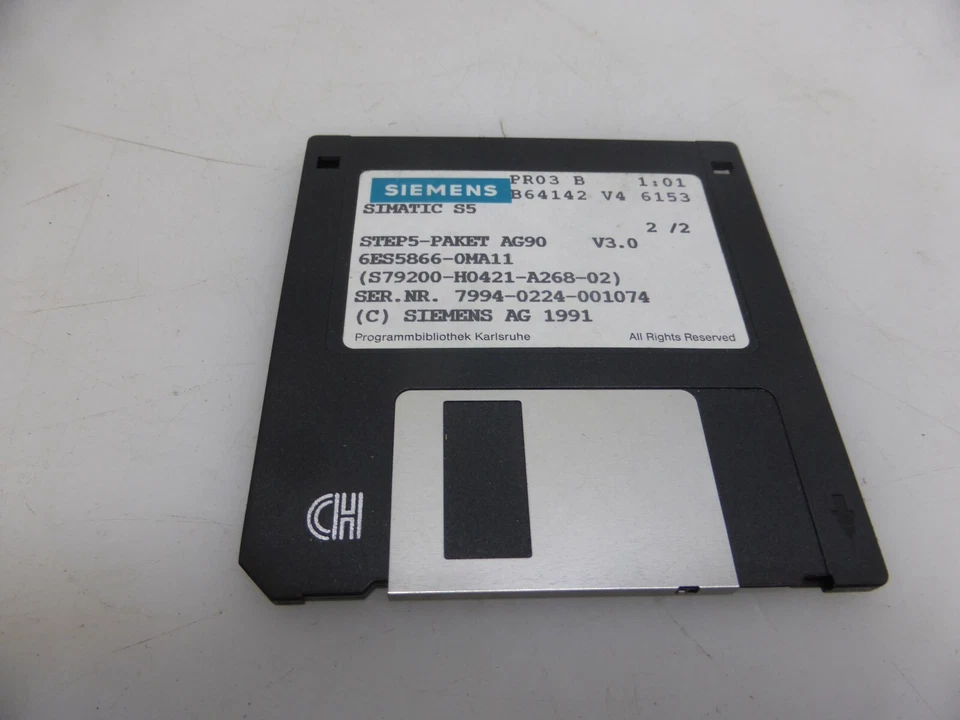 SIEMENS PR03 B 1:01
B64142 V4 6153
SIMATIC S5
2 /2
STEP5-PAKET AG90 V3.0
6ES5866-0MA11
(S79200-H0421-A268-02)
SER.NR. 7994-0224-001074
(C) SIEMENS AG 1991
Programmbibliothek Karlsruhe All Rights Reserved
CH